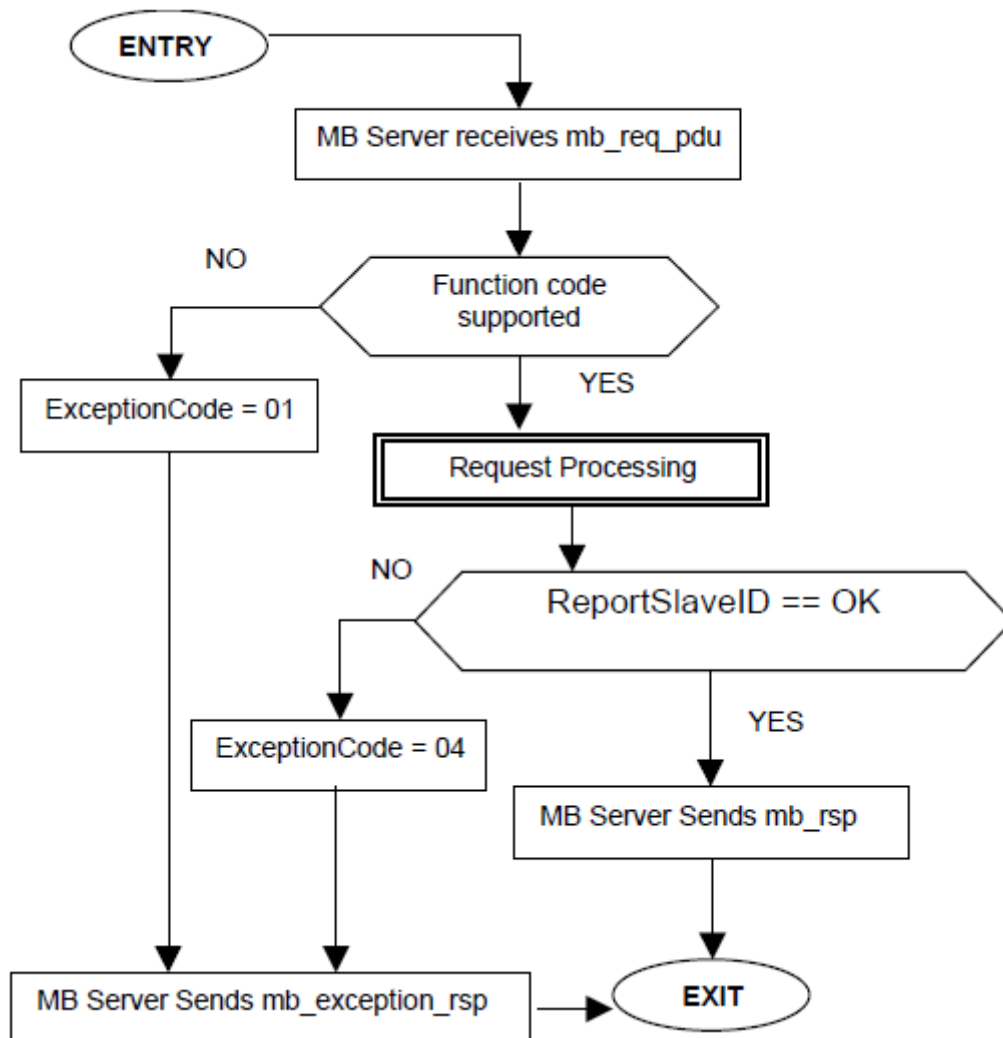 ENTRY
MB Server receives mb_req_pdu
NO
Function code
supported
YES
ExceptionCode = 01
Request Processing
NO
ReportSlaveID == OK
YES
ExceptionCode = 04
MB Server Sends mb_rsp
MB Server Sends mb_exception_rsp
EXIT